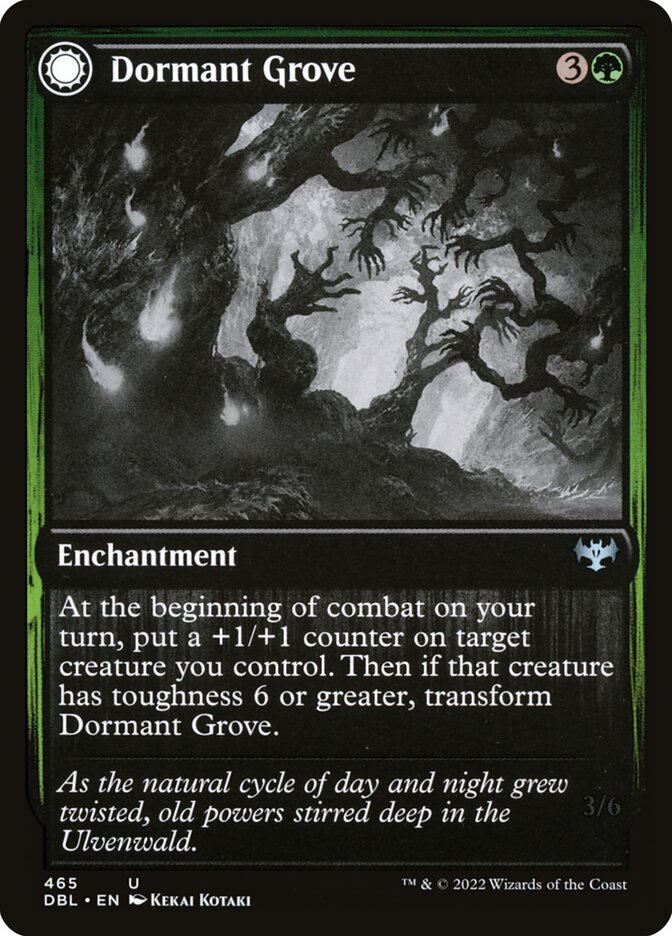 Dormant Grove 3
Enchantment
At the beginning of combat on your
turn, put a +1/+1 counter on target
creature you control. Then if that creature
has toughness 6 or greater, transform
Dormant Grove.
As the natural cycle of day and night grew
twisted, old powers stirred deep in the
Ulvenwald.
3/6
465 U
DBL • EN KEKAI KOTAKI
™ & © 2022 Wizards of the Coast